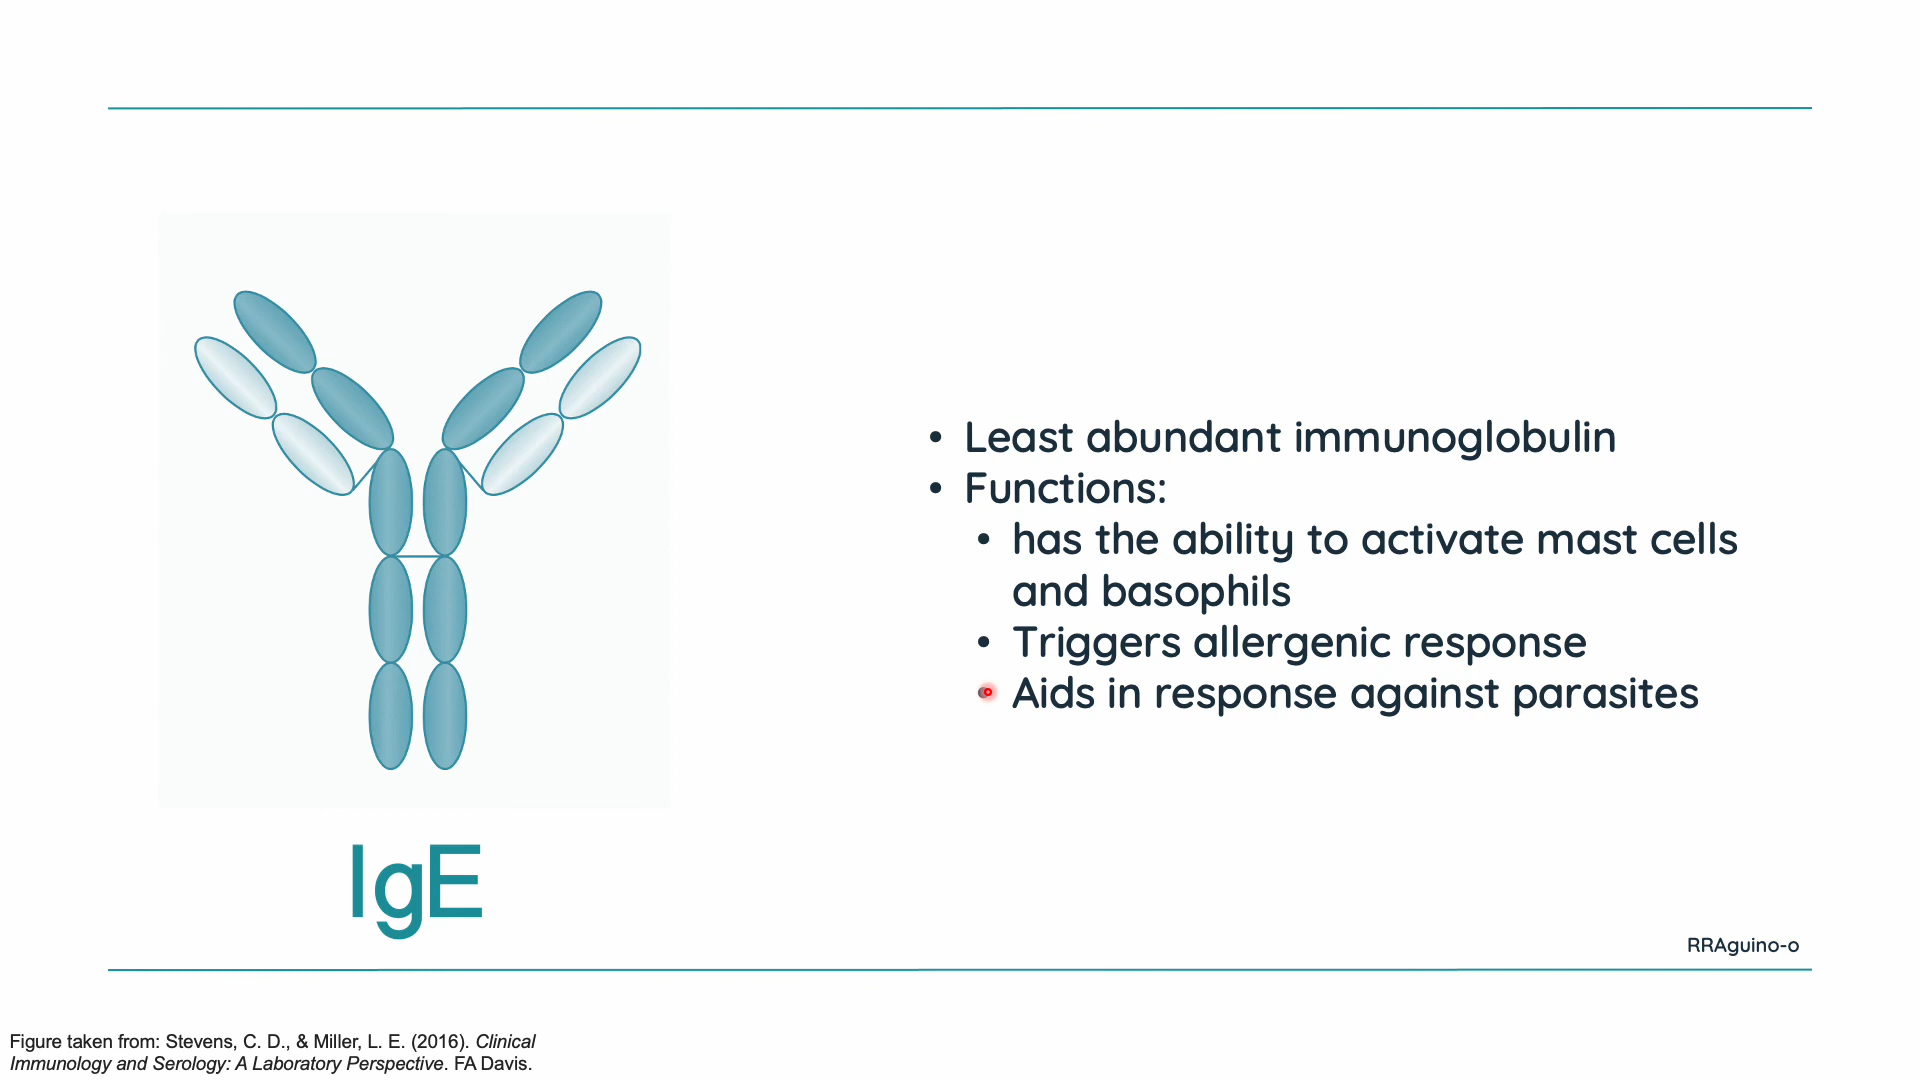 • Least abundant immunoglobulin
• Functions:
• has the ability to activate mast cells
and basophils
• Triggers allergenic response
• Aids in response against parasites
IgE
RRAguino-o
Figure taken from: Stevens, C. D., & Miller, L. E. (2016). Clinical
Immunology and Serology: A Laboratory Perspective. FA Davis.